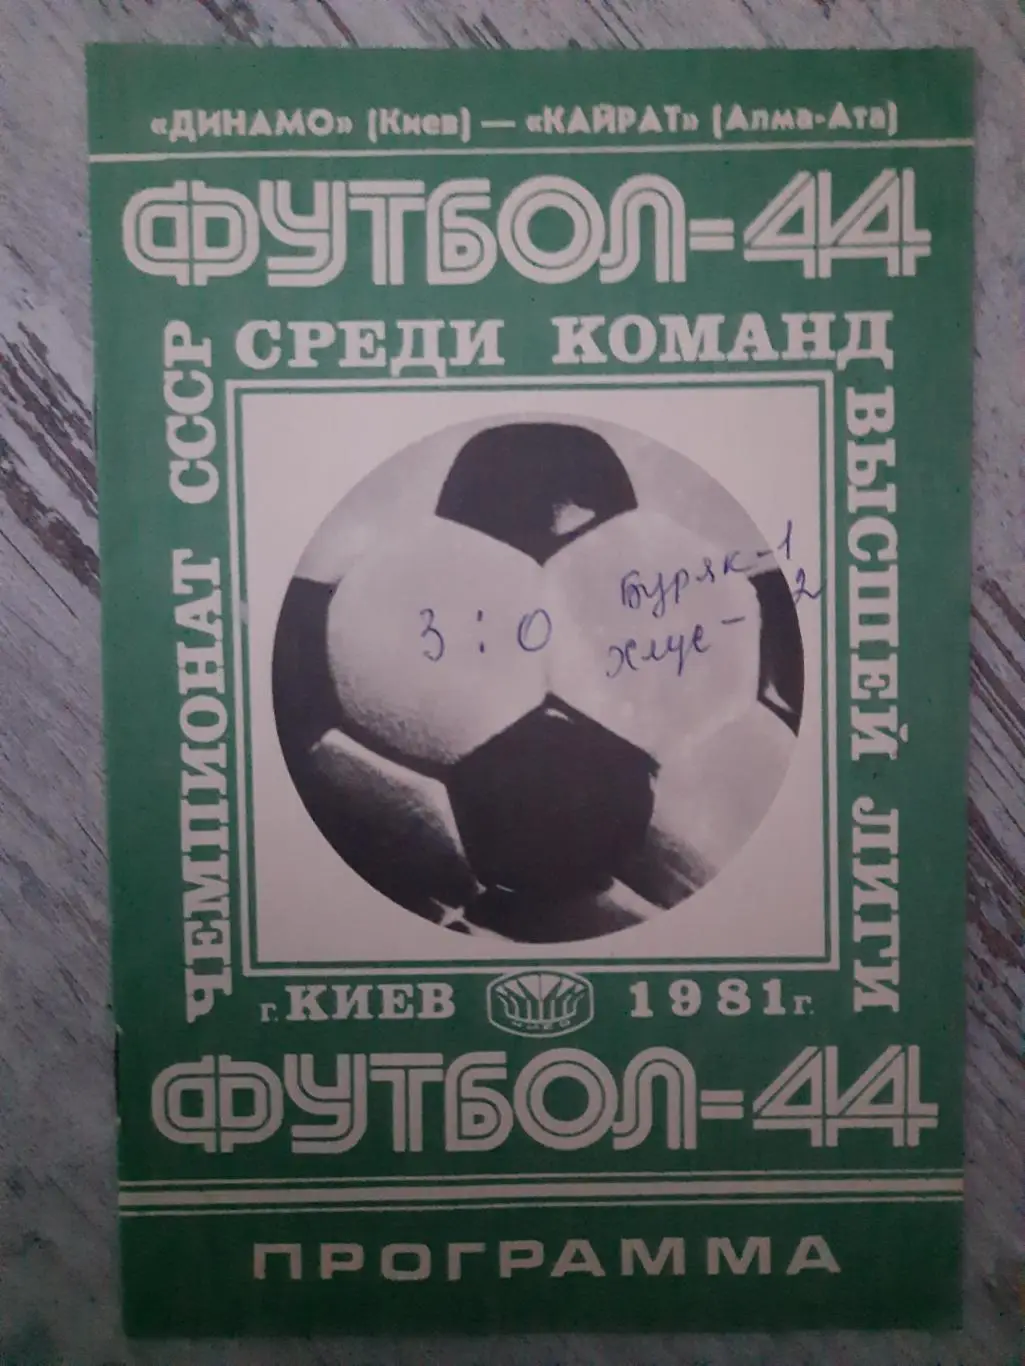 «ДИНАМО» (Киев) — «КАЙРАТ» (Алма-Ата)
ФУТБОЛ-44
ЧЕМПИОНАТ СССР
СРЕДИ КОМАНД
ВЫСШЕЙ ЛИГИ
3:0
Буряк-1
Хлус-2
г. КИЕВ
1981 г.
ФУТБОЛ-44
ПРОГРАММА